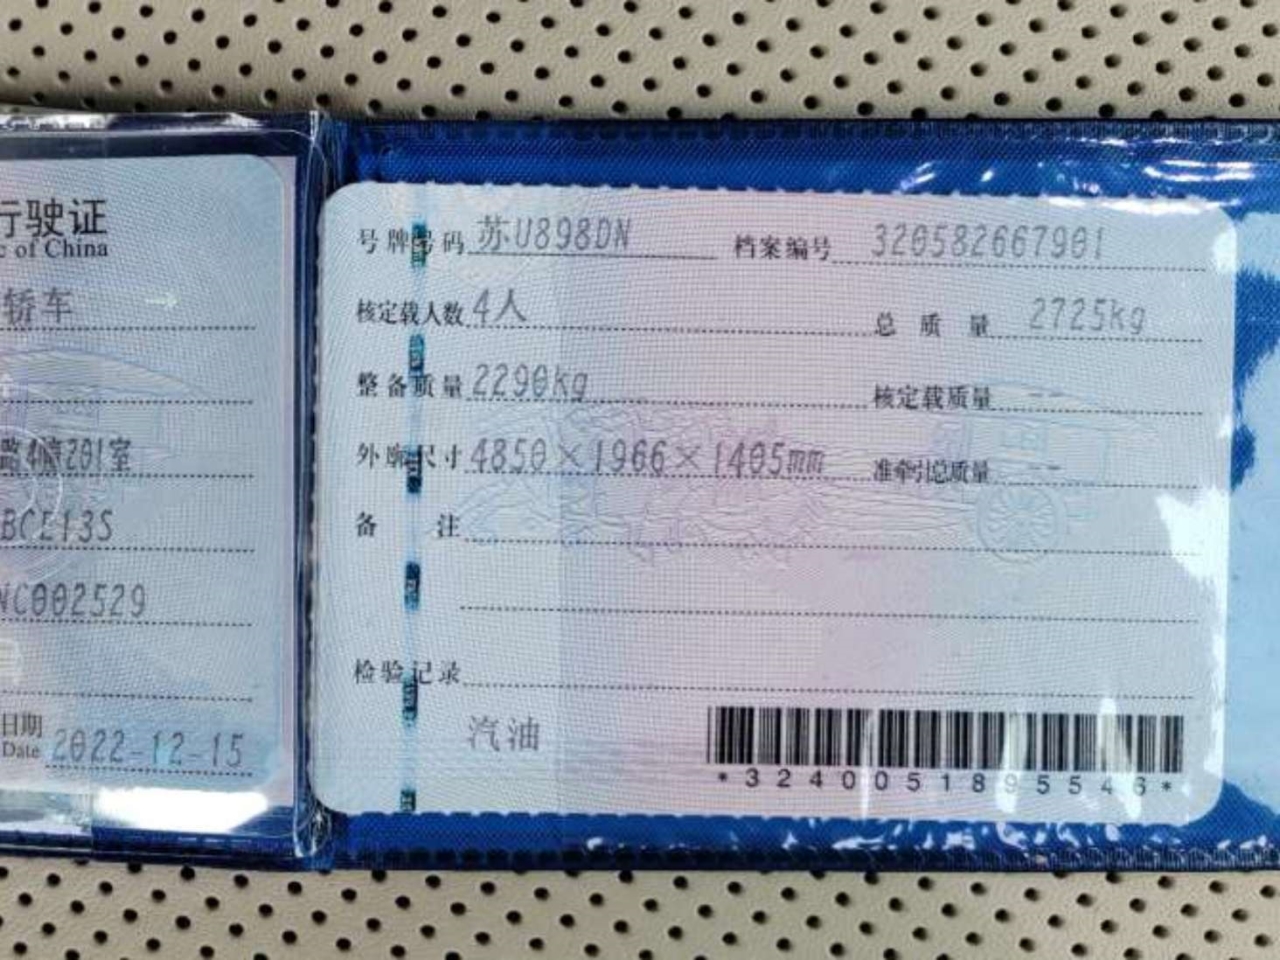 行驶证
c of China
轿车
路4幢201室
BCE13S
NC002529
日期
Date 2022-12-15
号牌号码 苏U898DN 档案编号 320582667901
核定载人数 4人 总质量 2725kg
整备质量 2290kg 核定载质量 --
外廓尺寸 4850×1966×1405mm 准牵引总质量 --
备注
检验记录
汽油
*3240051895546*